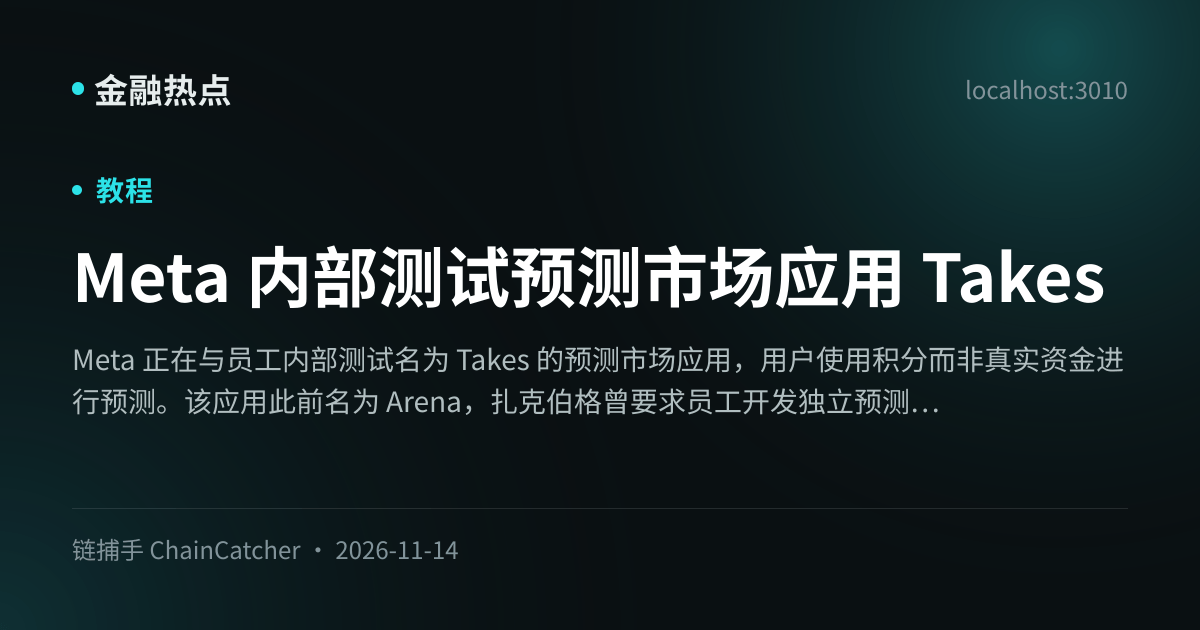 金融热点
localhost:3010
教程
Meta 内部测试预测市场应用 Takes
Meta 正在与员工内部测试名为 Takes 的预测市场应用，用户使用积分而非真实资金进
行预测。该应用此前名为 Arena，扎克伯格曾要求员工开发独立预测…
链捕手 ChainCatcher · 2026-11-14